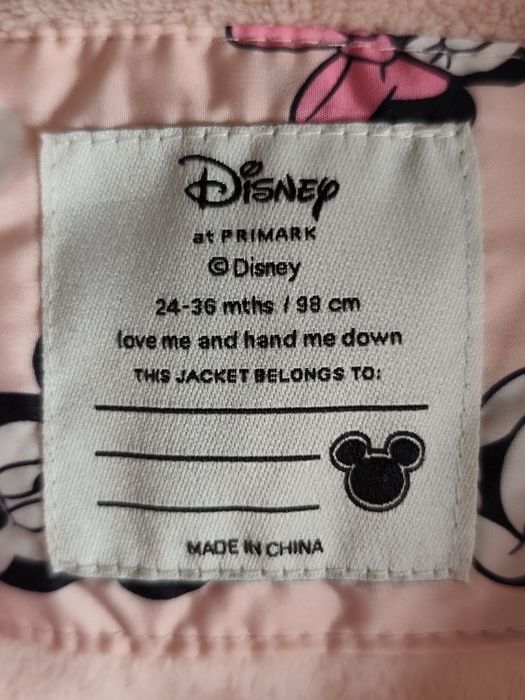 Disney
at PRIMARK
© Disney
24-36 mths / 98 cm
love me and hand me down
THIS JACKET BELONGS TO:
MADE IN CHINA